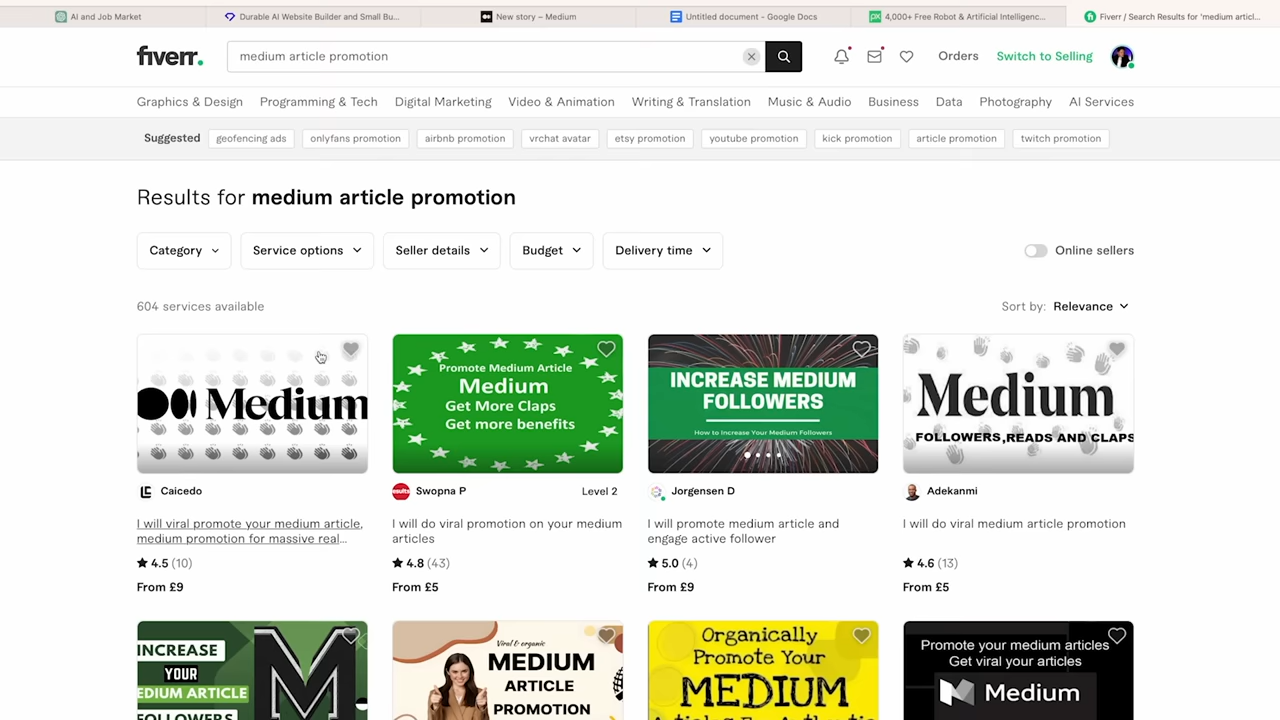 AI and Job Market
Durable AI Website Builder and Small Bu...
New story – Medium
Untitled document - Google Docs
4,000+ Free Robot & Artificial Intelligenc...
Fiverr / Search Results for 'medium articl...
fiverr.
medium article promotion
Orders
Switch to Selling
Graphics & Design
Programming & Tech
Digital Marketing
Video & Animation
Writing & Translation
Music & Audio
Business
Data
Photography
AI Services
Suggested
geofencing ads
onlyfans promotion
airbnb promotion
vrchat avatar
etsy promotion
youtube promotion
kick promotion
article promotion
twitch promotion
Results for medium article promotion
Category
Service options
Seller details
Budget
Delivery time
Online sellers
604 services available
Sort by: Relevance
Medium
Promote Medium Article
Medium
Get More Claps
Get more benefits
INCREASE MEDIUM
FOLLOWERS
How to Increase Your Medium Followers
Medium
FOLLOWERS,READS AND CLAPS
Caicedo
Swopna P
Level 2
Jorgensen D
Adekanmi
I will viral promote your medium article,
medium promotion for massive real...
I will do viral promotion on your medium
articles
I will promote medium article and
engage active follower
I will do viral medium article promotion
4.5 (10)
4.8 (43)
5.0 (4)
4.6 (13)
From £9
From £5
From £9
From £5
INCREASE
YOUR
EDIUM ARTICLE
FOLLOWERS
M
Viral & organic
MEDIUM
ARTICLE
PROMOTION
Organically
Promote Your
MEDIUM
Promote your medium articles
Get viral your articles
Medium